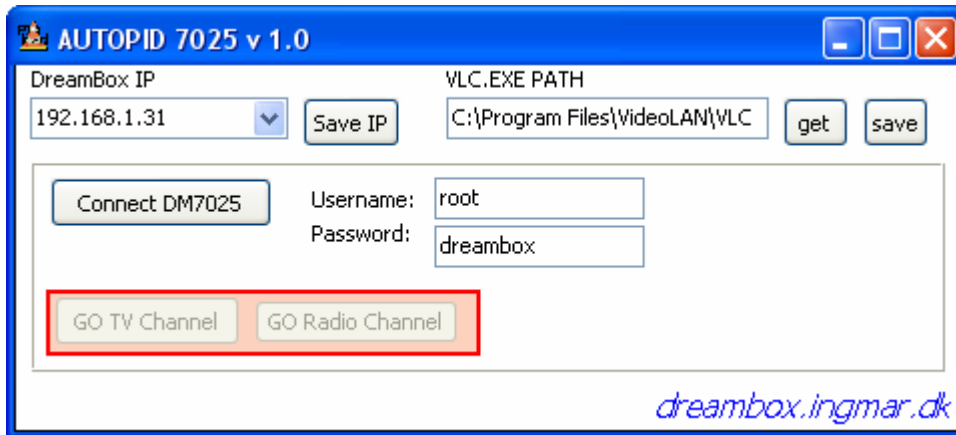 AUTOPID 7025 v 1.0
DreamBox IP
VLC.EXE PATH
192.168.1.31
Save IP
C:\Program Files\VideoLAN\VLC
get
save
Connect DM7025
Username:
root
Password:
dreambox
GO TV Channel
GO Radio Channel
dreambox.ingmar.dk